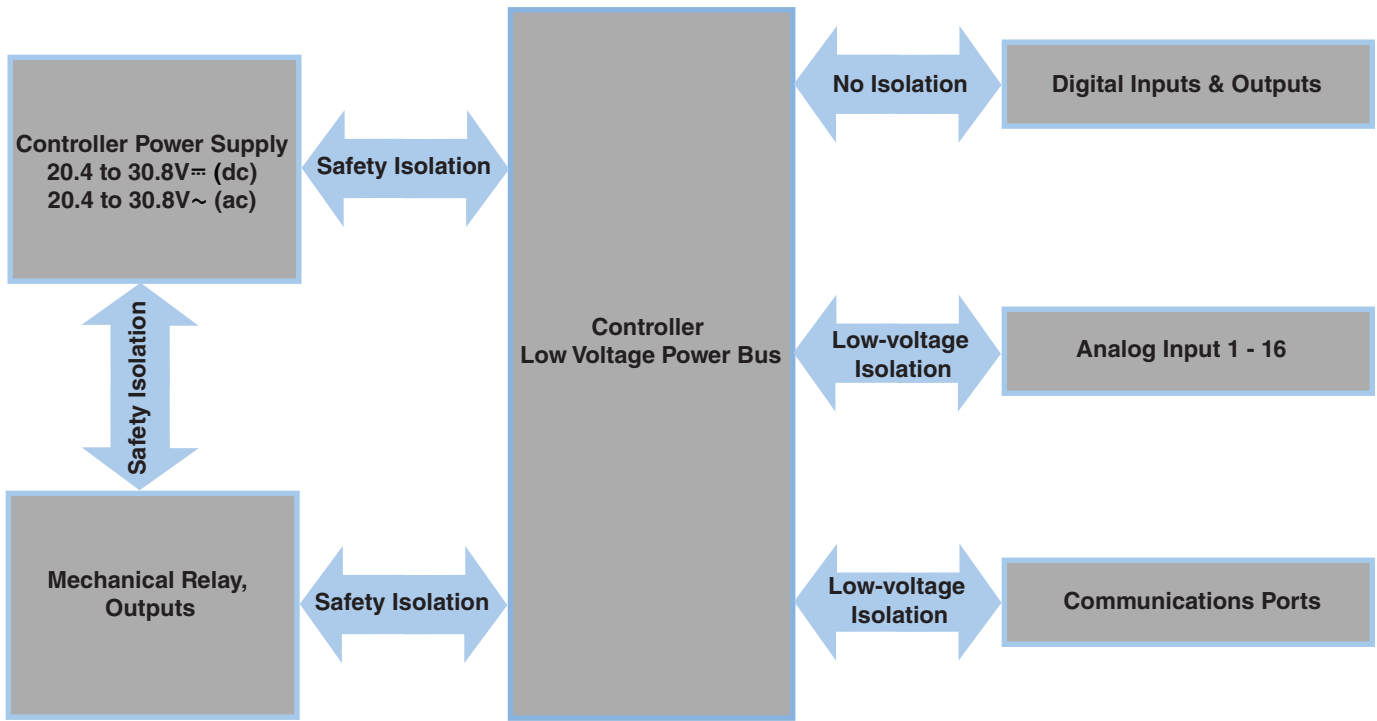 Controller Power Supply
20.4 to 30.8V⎓ (dc)
20.4 to 30.8V~ (ac)
Safety Isolation
Safety Isolation
Mechanical Relay,
Outputs
Safety Isolation
Controller
Low Voltage Power Bus
No Isolation
Digital Inputs & Outputs
Low-voltage
Isolation
Analog Input 1 - 16
Low-voltage
Isolation
Communications Ports